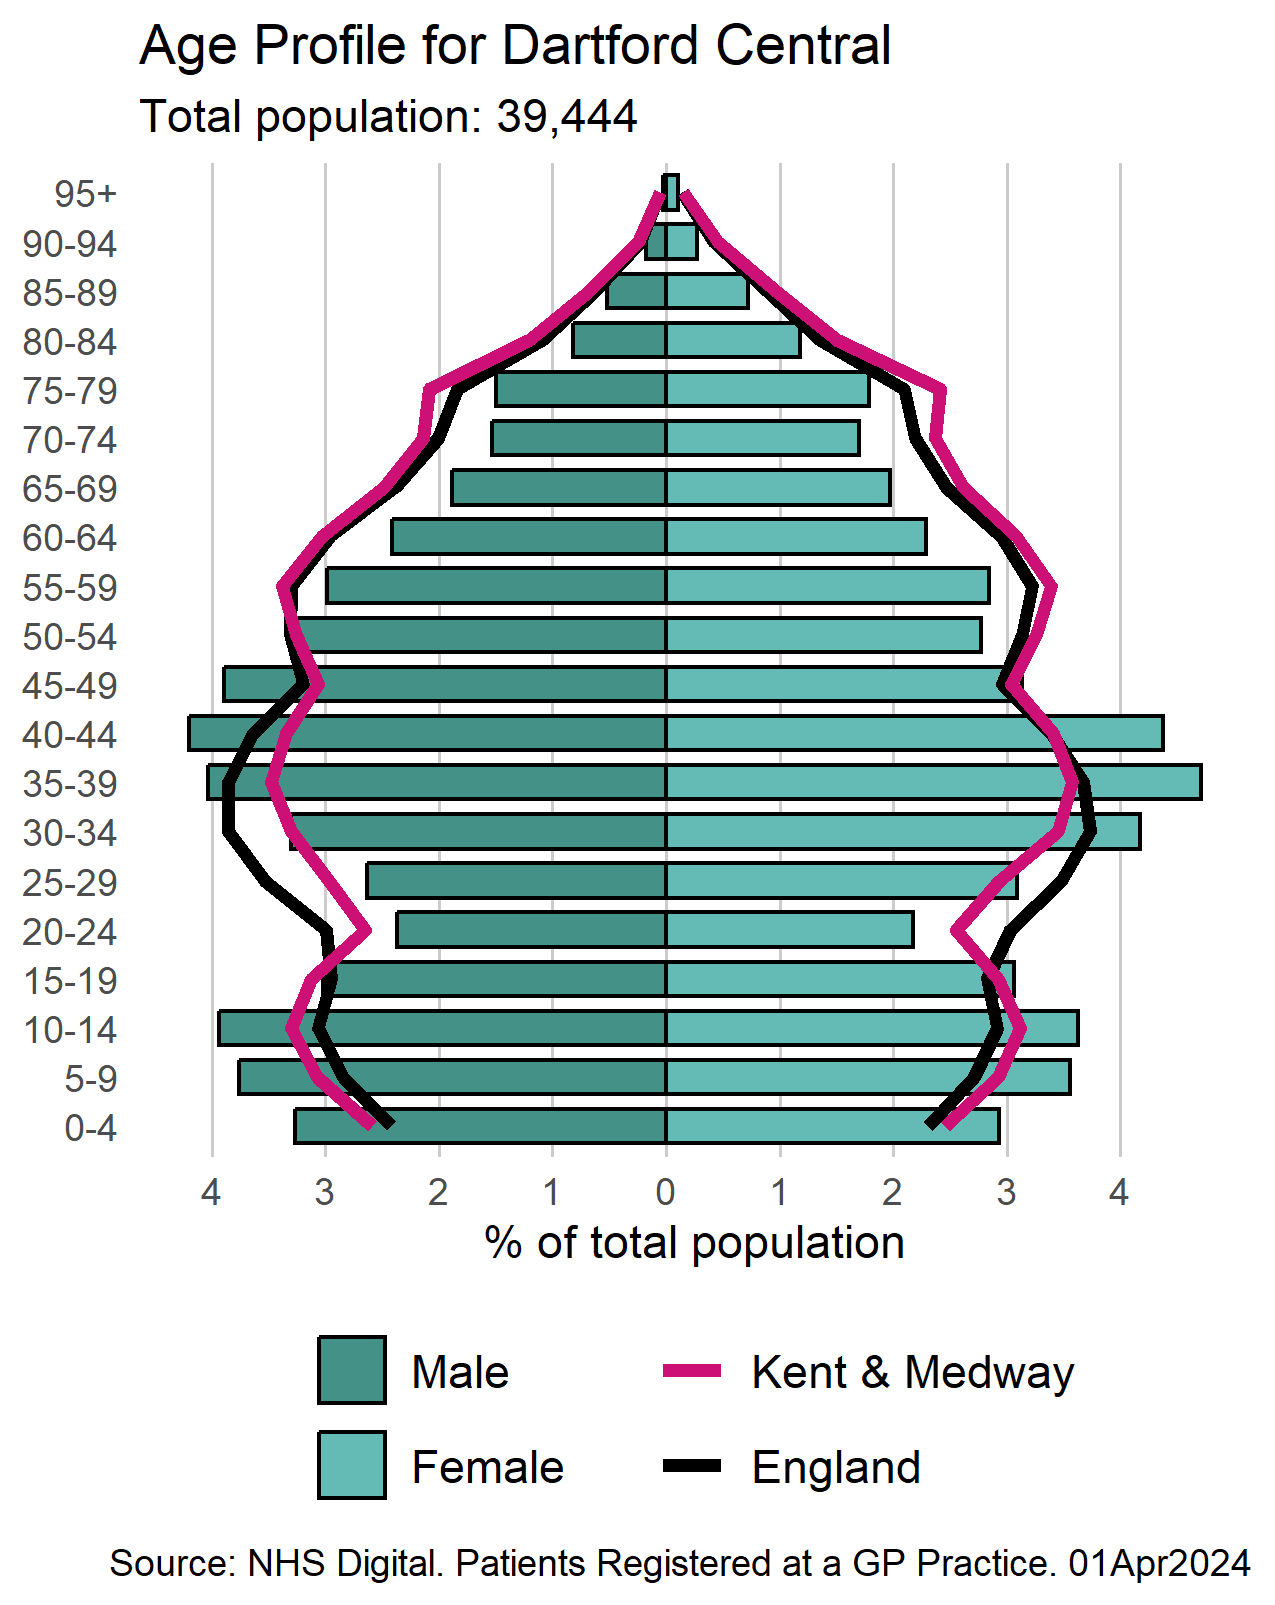 Age Profile for Dartford Central
Total population: 39,444
95+
90-94
85-89
80-84
75-79
70-74
65-69
60-64
55-59
50-54
45-49
40-44
35-39
30-34
25-29
20-24
15-19
10-14
5-9
0-4
4 3 2 1 0 1 2 3 4
% of total population
Male Kent & Medway
Female England
Source: NHS Digital. Patients Registered at a GP Practice. 01Apr2024